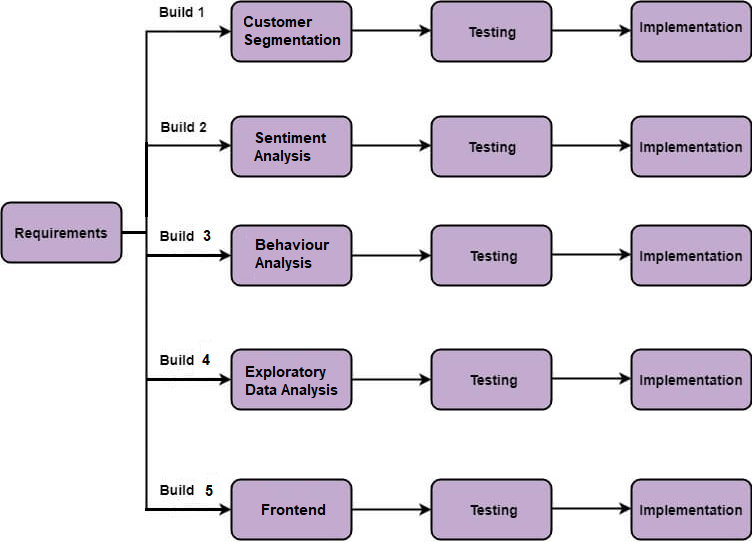 Build 1
Customer
Segmentation
Testing
Implementation
Build 2
Sentiment
Analysis
Testing
Implementation
Requirements
Build 3
Behaviour
Analysis
Testing
Implementation
Build 4
Exploratory
Data Analysis
Testing
Implementation
Build 5
Frontend
Testing
Implementation